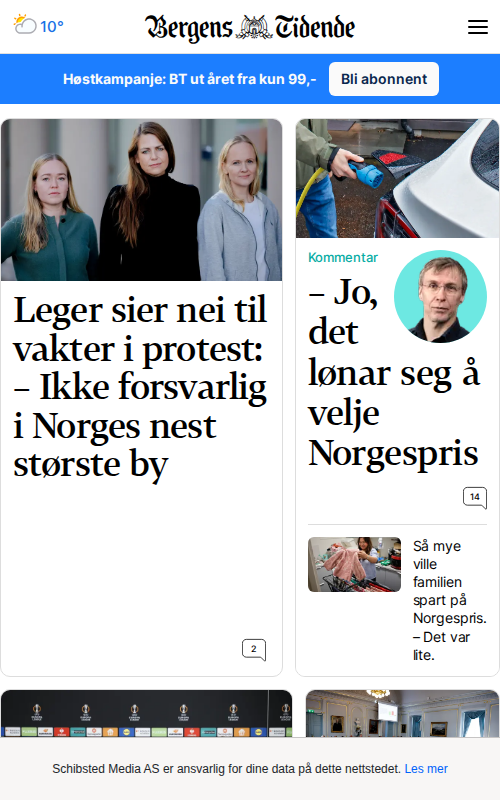 10°
Bergens Tidende
Høstkampanje: BT ut året fra kun 99,-
Bli abonnent
Leger sier nei til
vakter i protest:
– Ikke forsvarlig
i Norges nest
største by
2
Kommentar
– Jo,
det
lønar seg å
velje
Norgespris
14
Så mye
ville
familien
spart på
Norgespris.
– Det var
lite.
Schibsted Media AS er ansvarlig for dine data på dette nettstedet. Les mer